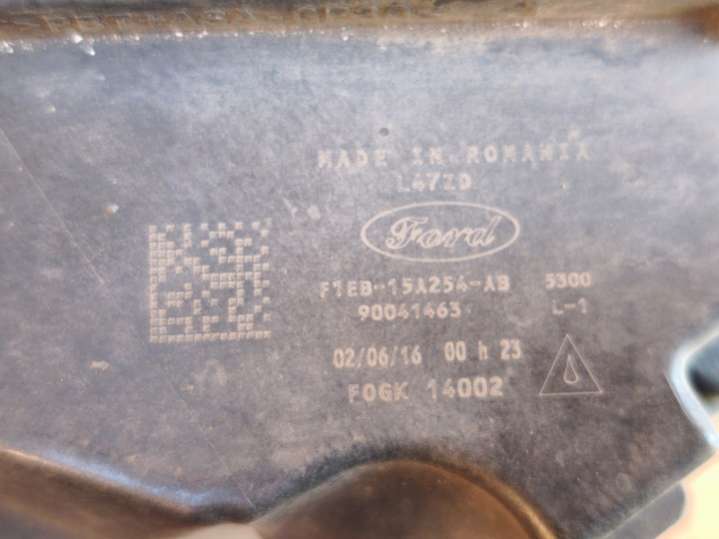 MADE IN ROMANIA
L47ZD
Ford
F1EB-15A254-AB 5300
90041463 L-1
02/06/16 00 h 23
FOGK 14002